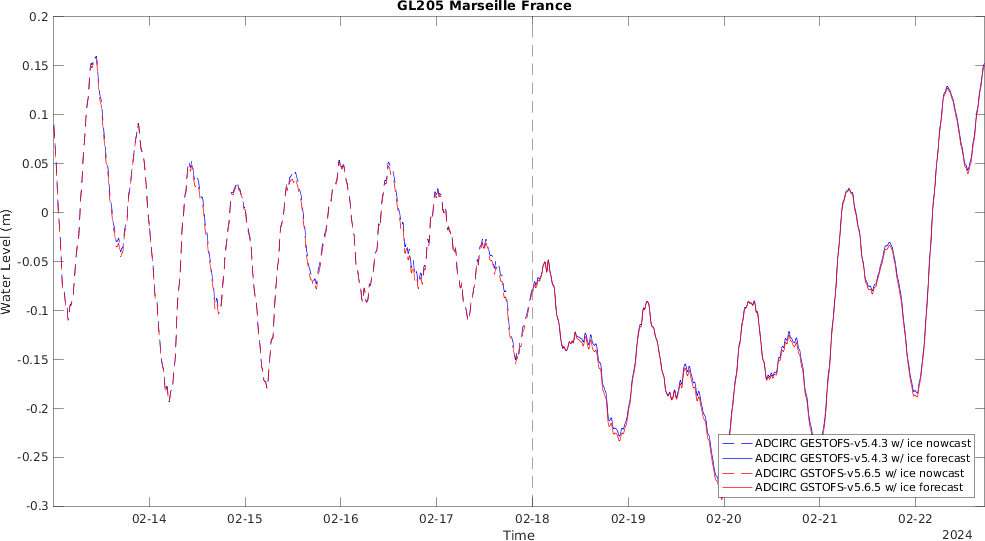 GL205 Marseille France
0.2
0.15
0.1
0.05
0
-0.05
-0.1
-0.15
-0.2
-0.25
-0.3
Water Level (m)
ADCIRC GESTOFS-v5.4.3 w/ ice nowcast
ADCIRC GESTOFS-v5.4.3 w/ ice forecast
ADCIRC GSTOFS-v5.6.5 w/ ice nowcast
ADCIRC GSTOFS-v5.6.5 w/ ice forecast
02-14 02-15 02-16 02-17 02-18 02-19 02-20 02-21 02-22
Time
2024